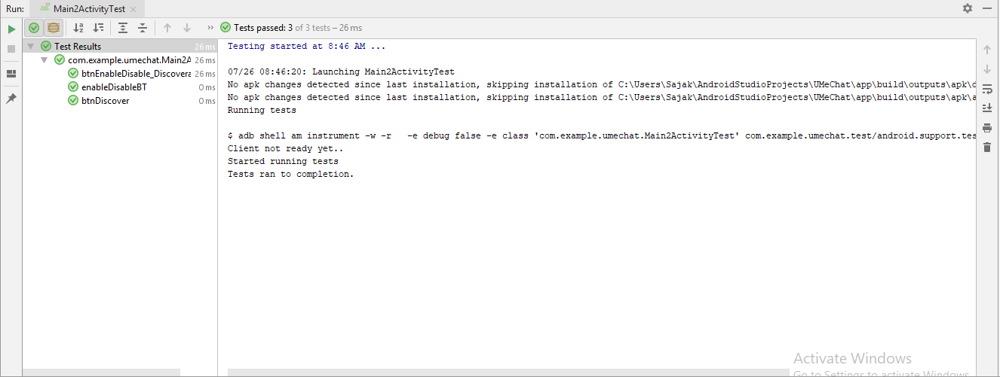 Run: Main2ActivityTest
Tests passed: 3 of 3 tests – 26 ms
Test Results 26 ms
com.example.umechat.Main2A 26 ms
btnEnableDisable_Discovera 26 ms
enableDisableBT 0 ms
btnDiscover 0 ms
Testing started at 8:46 AM ...
07/26 08:46:20: Launching Main2ActivityTest
No apk changes detected since last installation, skipping installation of C:\Users\Sajak\AndroidStudioProjects\UMeChat\app\build\outputs\apk\d
No apk changes detected since last installation, skipping installation of C:\Users\Sajak\AndroidStudioProjects\UMeChat\app\build\outputs\apk\a
Running tests
$ adb shell am instrument -w -r   -e debug false -e class 'com.example.umechat.Main2ActivityTest' com.example.umechat.test/android.support.tes
Client not ready yet..
Started running tests
Tests ran to completion.
Activate Windows
Go to Settings to activate Windows.